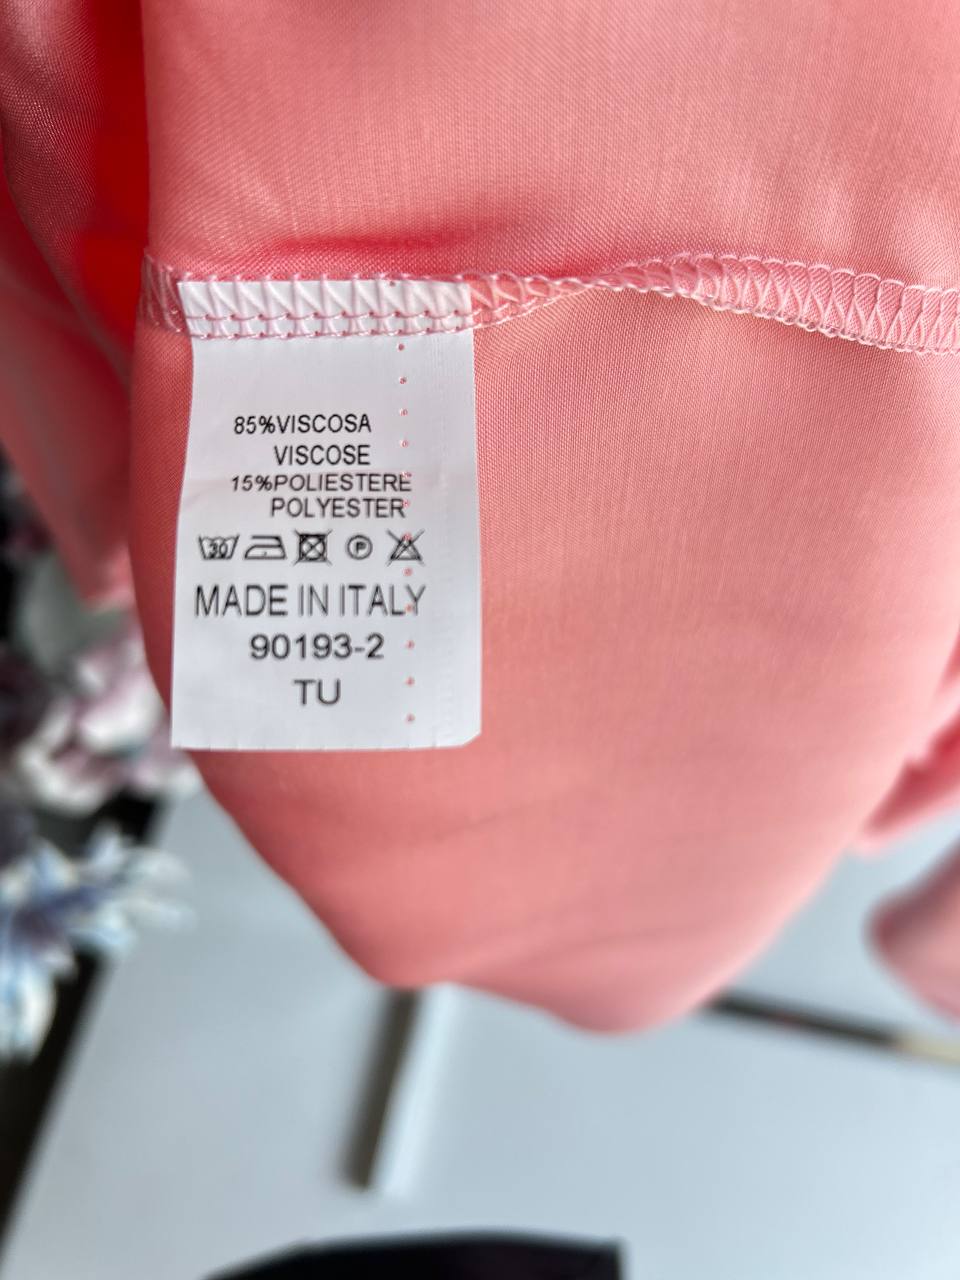 85%VISCOSA
VISCOSE
15%POLIESTERE
POLYESTER
30 P
MADE IN ITALY
90193-2
TU